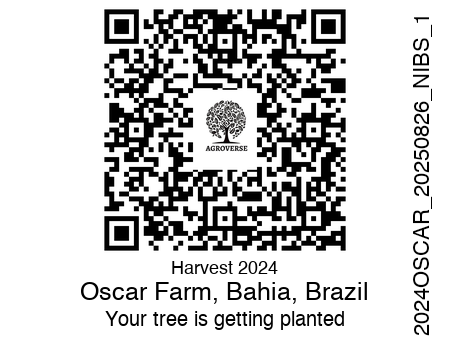 AGROVERSE
Harvest 2024
Oscar Farm, Bahia, Brazil
Your tree is getting planted
2024OSCAR_20250826_NIBS_1